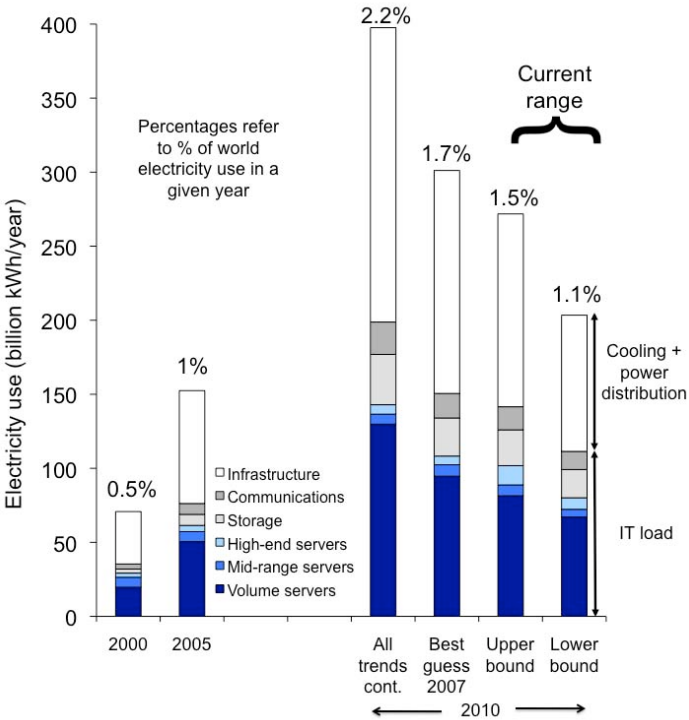 Electricity use (billion kWh/year)
400
350
300
250
200
150
100
50
0
Percentages refer
to % of world
electricity use in a
given year
0.5%
1%
2.2%
1.7%
1.5%
1.1%
Current
range
Cooling +
power
distribution
IT load
Infrastructure
Communications
Storage
High-end servers
Mid-range servers
Volume servers
2000
2005
All
trends
cont.
Best
guess
2007
Upper
bound
Lower
bound
2010